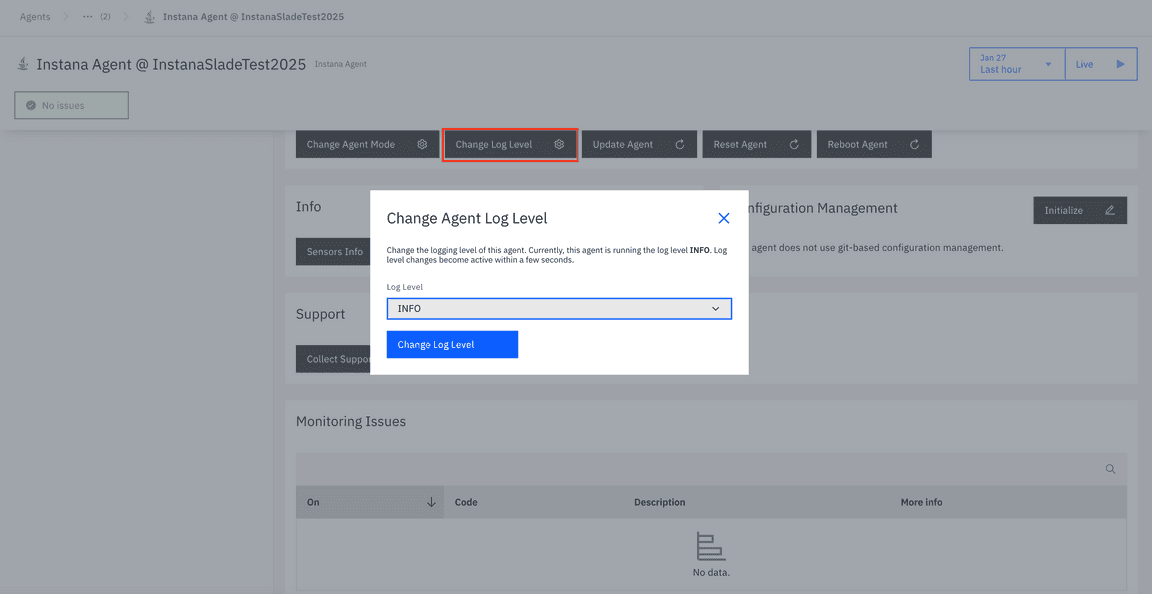 Agents
··· (2)
Instana Agent @ InstanaSladeTest2025
Instana Agent @ InstanaSladeTest2025 Instana Agent
Jan 27
Last hour
Live
No issues
Change Agent Mode
Change Log Level
Update Agent
Reset Agent
Reboot Agent
Info
Sensors Info
Change Agent Log Level
Change the logging level of this agent. Currently, this agent is running the log level INFO. Log
level changes become active within a few seconds.
Log Level
INFO
Change Log Level
nfiguration Management
Initialize
agent does not use git-based configuration management.
Support
Collect Suppo
Monitoring Issues
On
Code
Description
More info
No data.